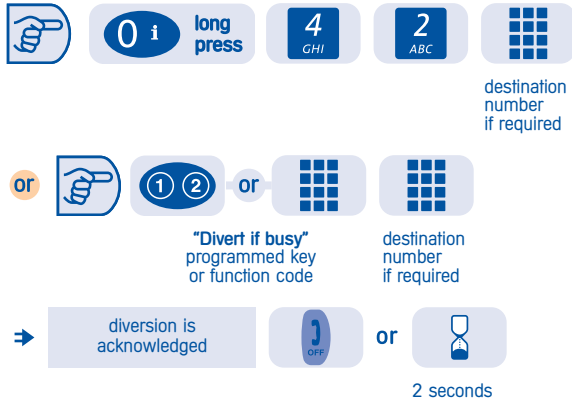 0 i long
press
4
GHI
2
ABC
destination
number
if required
or
1 2 or
"Divert if busy"
programmed key
or function code
destination
number
if required
diversion is
acknowledged
OFF
or
2 seconds